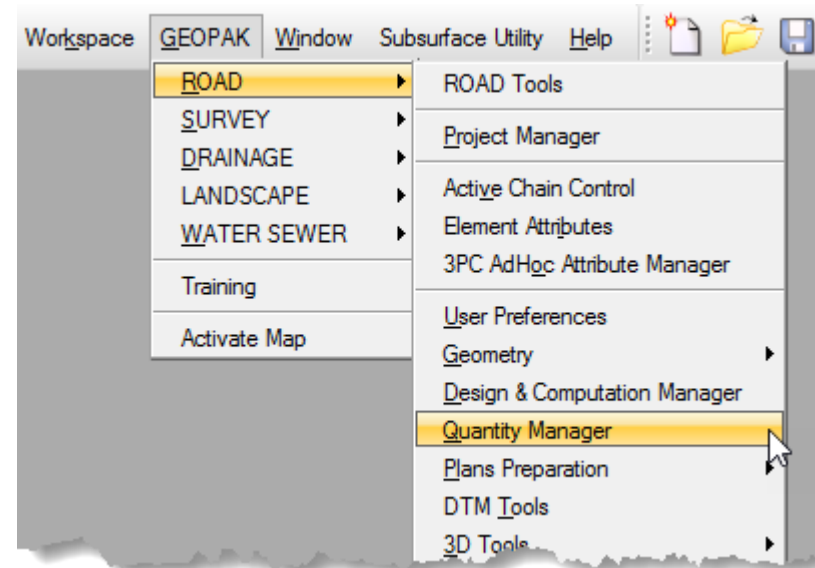 Workspace GEOPAK Window Subsurface Utility Help
ROAD
SURVEY
DRAINAGE
LANDSCAPE
WATER SEWER
Training
Activate Map
ROAD Tools
Project Manager
Active Chain Control
Element Attributes
3PC AdHoc Attribute Manager
User Preferences
Geometry
Design & Computation Manager
Quantity Manager
Plans Preparation
DTM Tools
3D Tools